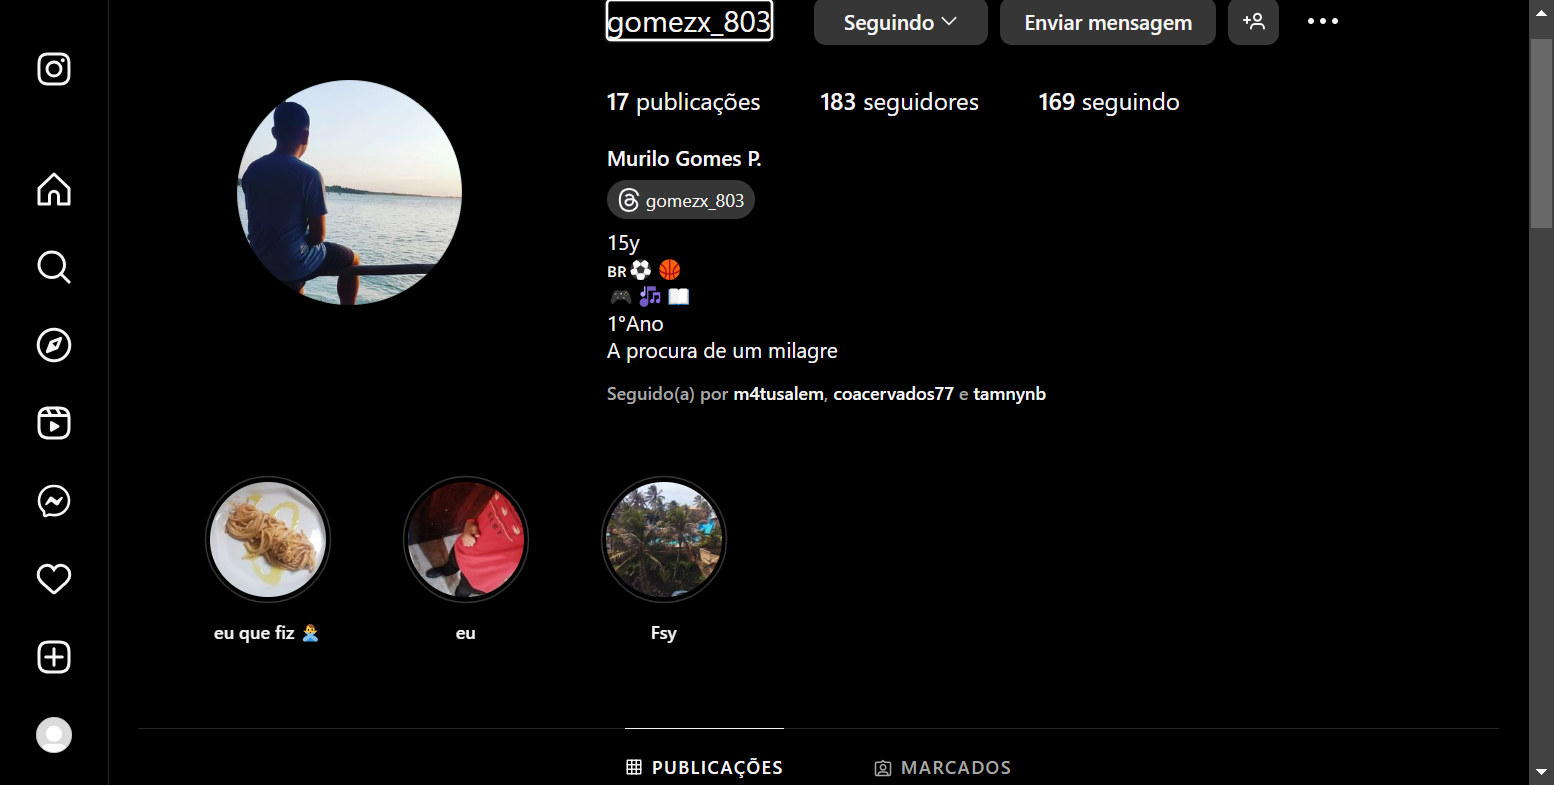 gomezx_803 Seguindo Enviar mensagem
17 publicações 183 seguidores 169 seguindo
Murilo Gomes P.
gomezx_803
15y
BR⚽ 🏀
🎮 🎶 📖
1°Ano
A procura de um milagre
Seguido(a) por m4tusalem, coacervados77 e tamnynb
eu que fiz 🙎‍♂️ eu Fsy
PUBLICAÇÕES MARCADOS